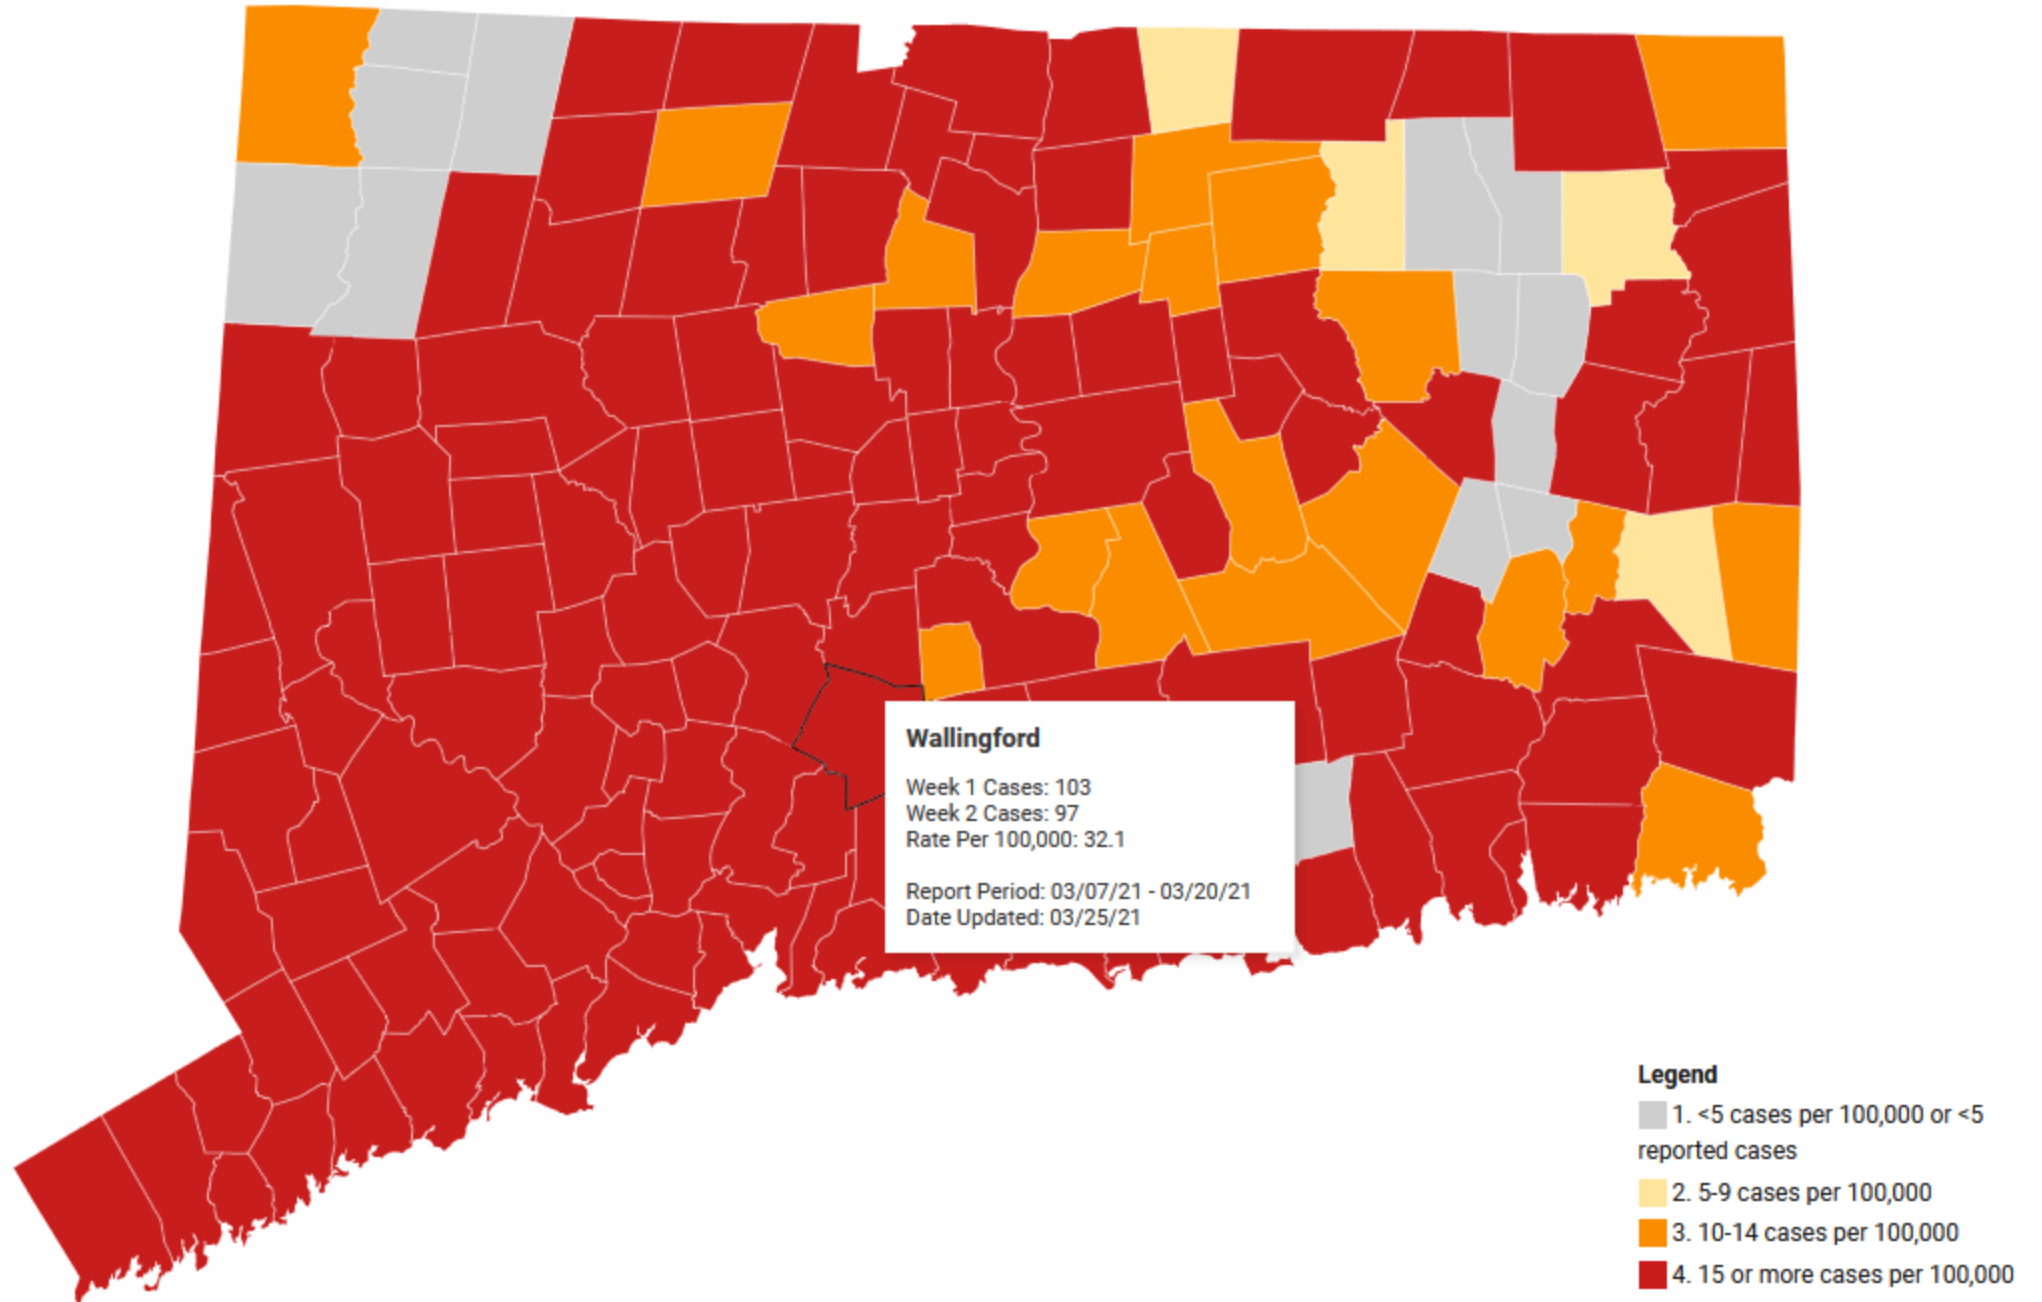 Wallingford
Week 1 Cases: 103
Week 2 Cases: 97
Rate Per 100,000: 32.1
Report Period: 03/07/21 - 03/20/21
Date Updated: 03/25/21
Legend
1. <5 cases per 100,000 or <5
reported cases
2. 5-9 cases per 100,000
3. 10-14 cases per 100,000
4. 15 or more cases per 100,000